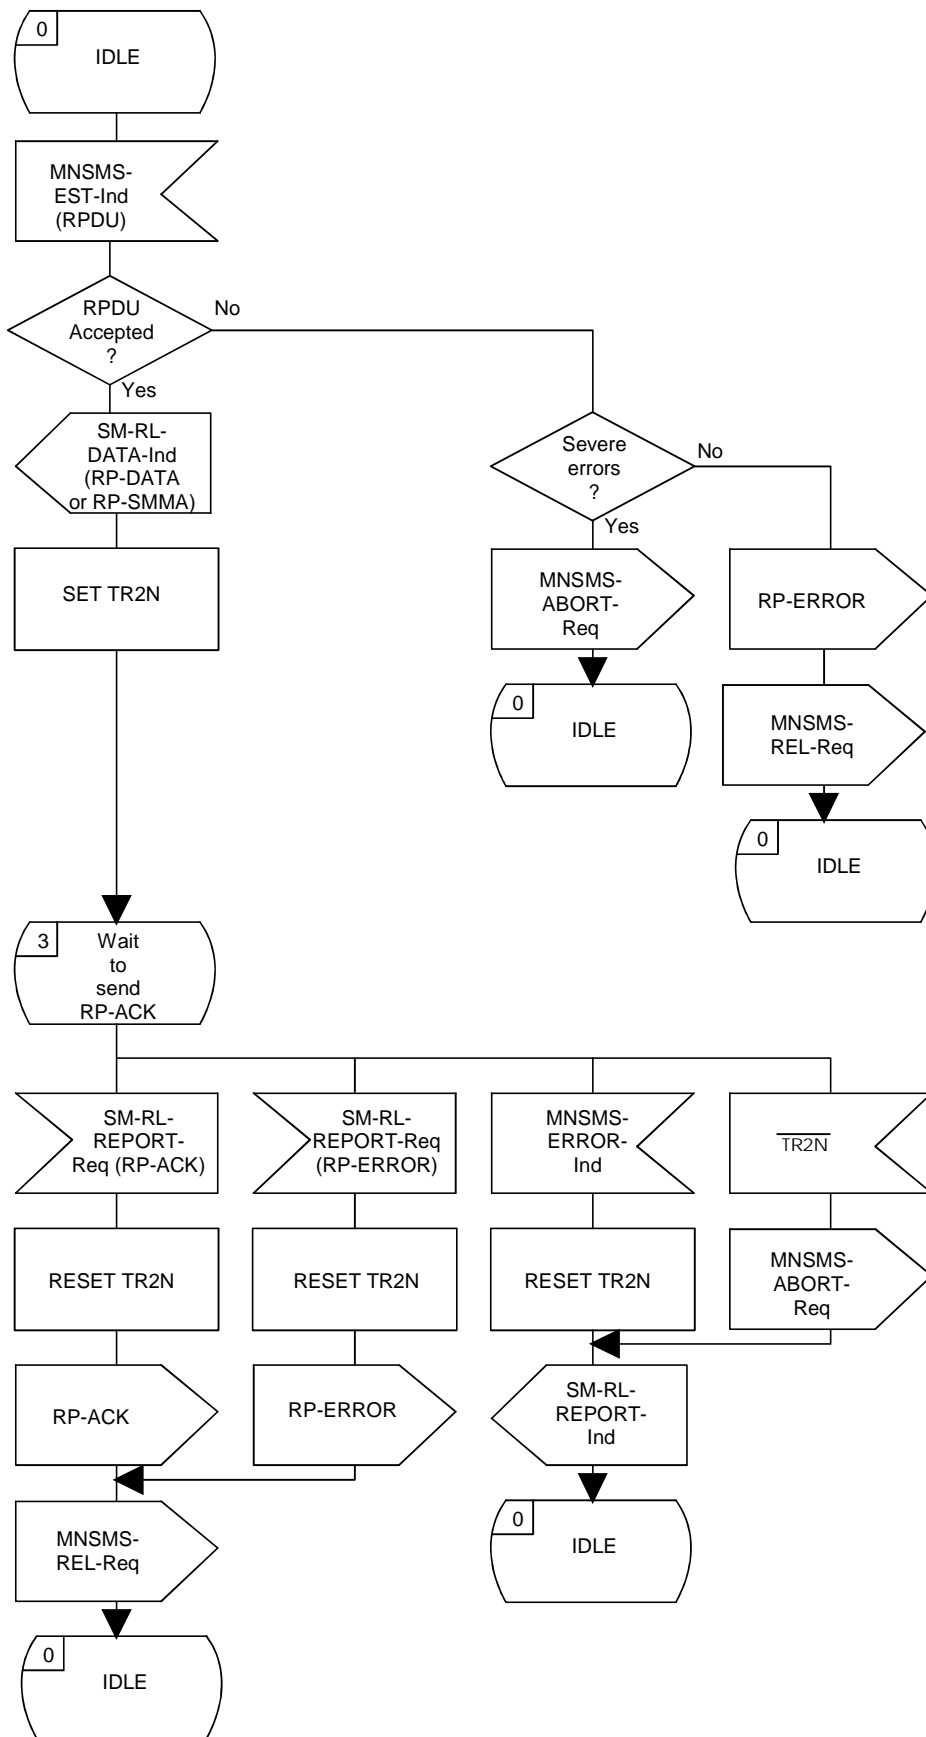 0
IDLE
MNSMS-
EST-Ind
(RPDU)
RPDU
Accepted
?
No
Yes
SM-RL-
DATA-Ind
(RP-DATA
or RP-SMMA)
SET TR2N
Severe
errors
?
No
Yes
MNSMS-
ABORT-
Req
RP-ERROR
0
IDLE
MNSMS-
REL-Req
0
IDLE
3
Wait
to
send
RP-ACK
SM-RL-
REPORT-
Req (RP-ACK)
SM-RL-
REPORT-Req
(RP-ERROR)
MNSMS-
ERROR-
Ind
TR2N
RESET TR2N
RESET TR2N
RESET TR2N
MNSMS-
ABORT-
Req
RP-ACK
RP-ERROR
SM-RL-
REPORT-
Ind
MNSMS-
REL-Req
0
IDLE
0
IDLE